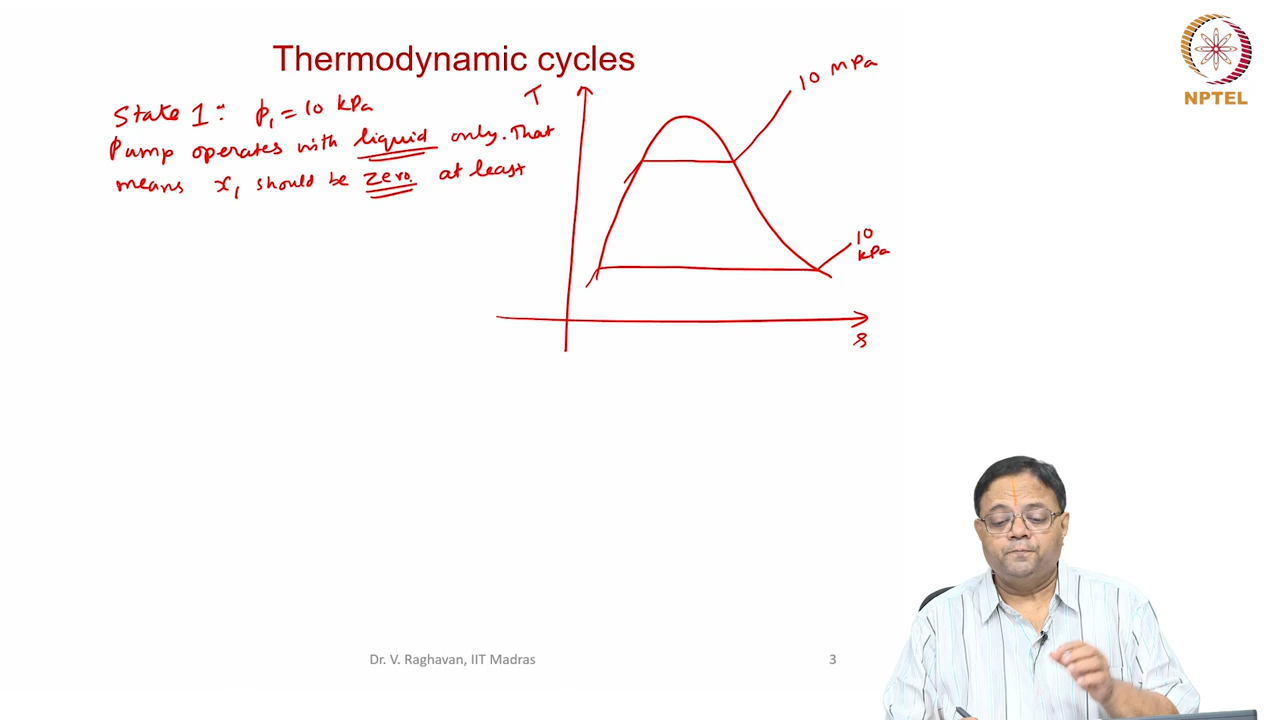 Thermodynamic cycles
State 1: p₁ = 10 kPa
Pump operates with liquid only. That
means x₁ should be zero at least
T
10 MPa
10
kPa
s
NPTEL
Dr. V. Raghavan, IIT Madras
3